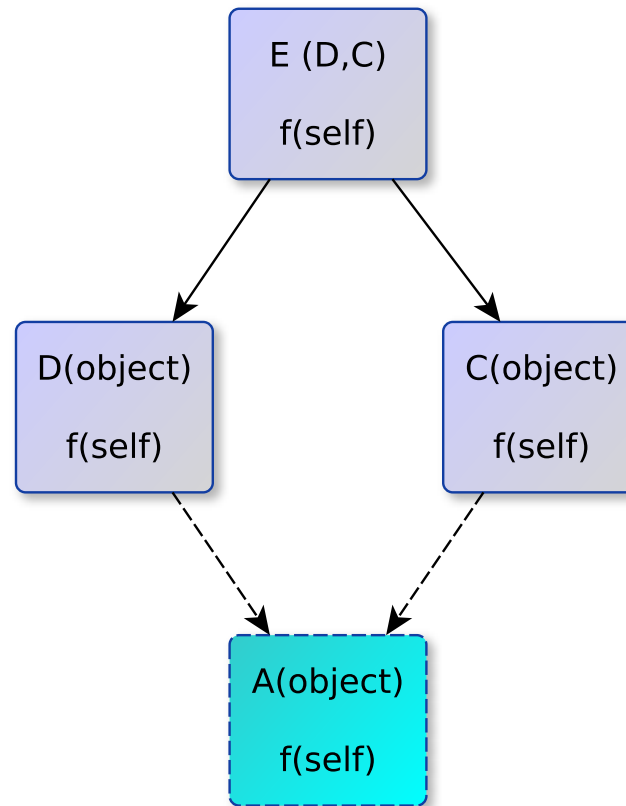 E (D,C)
f(self)
D(object)
f(self)
C(object)
f(self)
A(object)
f(self)